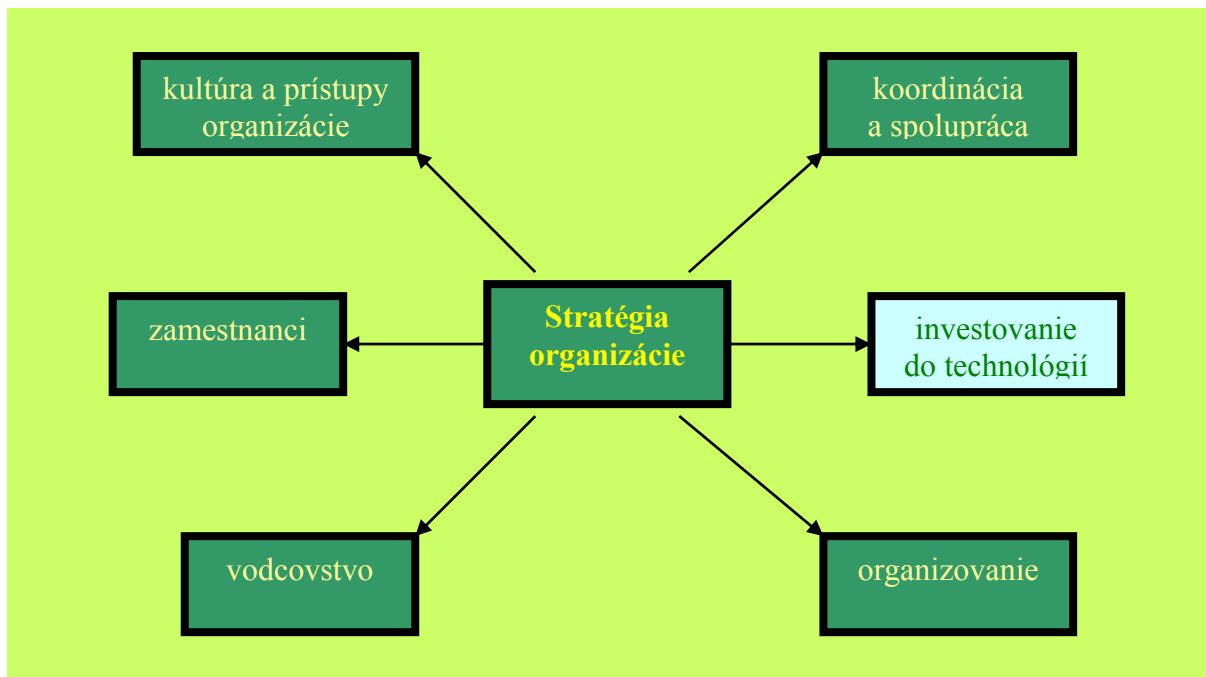 kultúra a prístupy
organizácie
koordinácia
a spolupráca
zamestnanci
Stratégia
organizácie
investovanie
do technológií
vodcovstvo
organizovanie